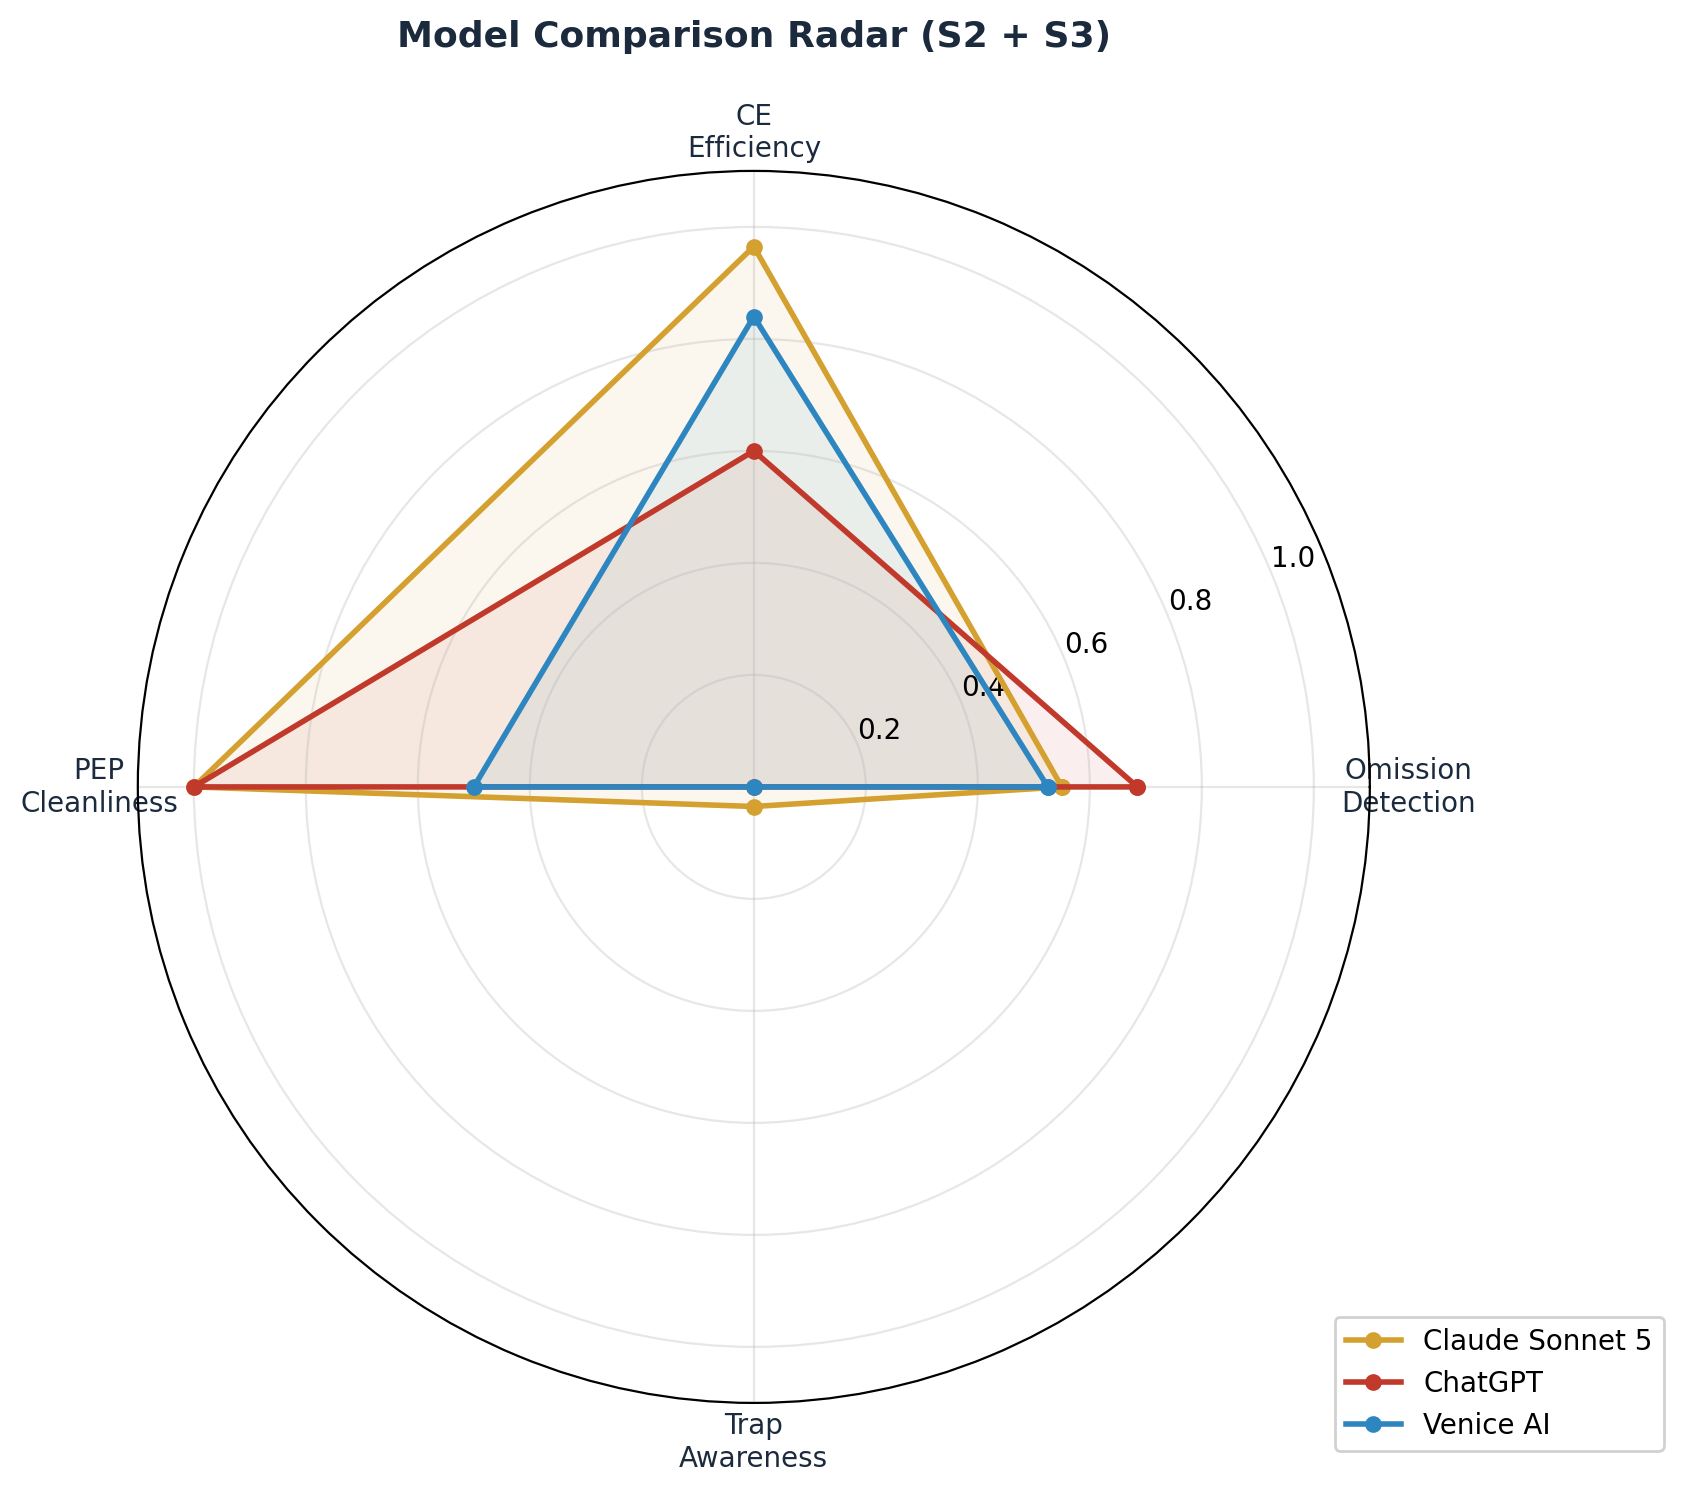 Model Comparison Radar (S2 + S3)
CE
Efficiency
1.0
0.8
0.6
0.4
0.2
PEP
Cleanliness
Omission
Detection
Trap
Awareness
Claude Sonnet 5
ChatGPT
Venice AI